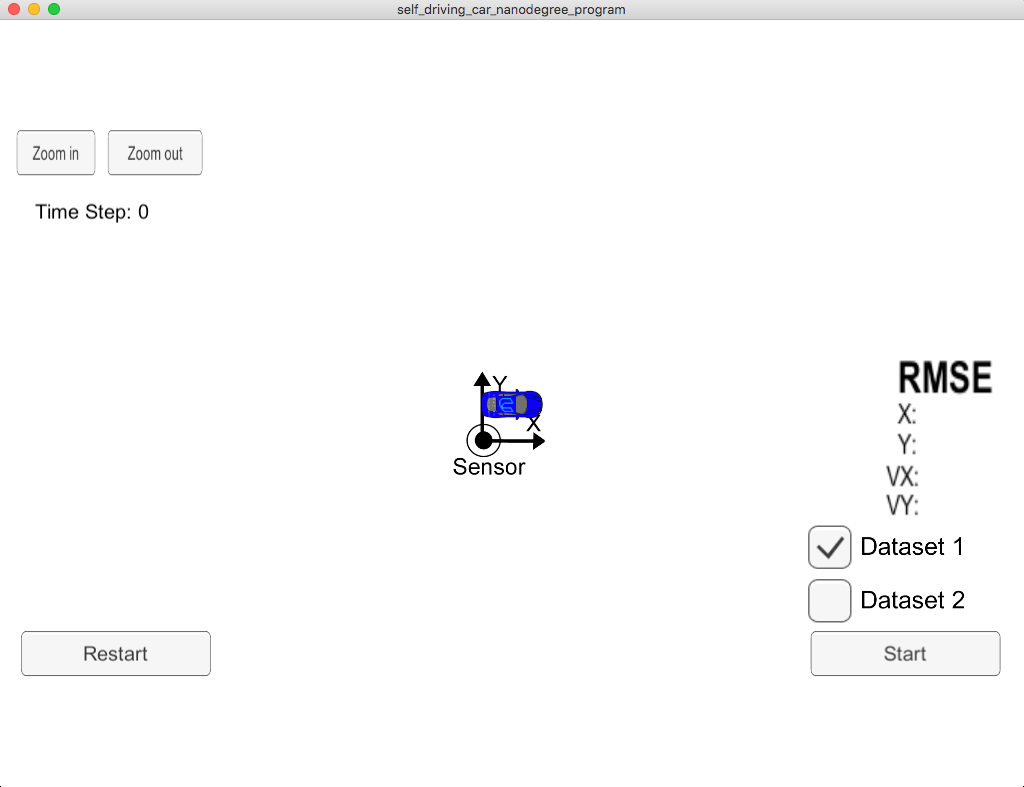 self_driving_car_nanodegree_program
Zoom in
Zoom out
Time Step: 0
Y
X
Sensor
RMSE
X:
Y:
VX:
VY:
Dataset 1
Dataset 2
Restart
Start